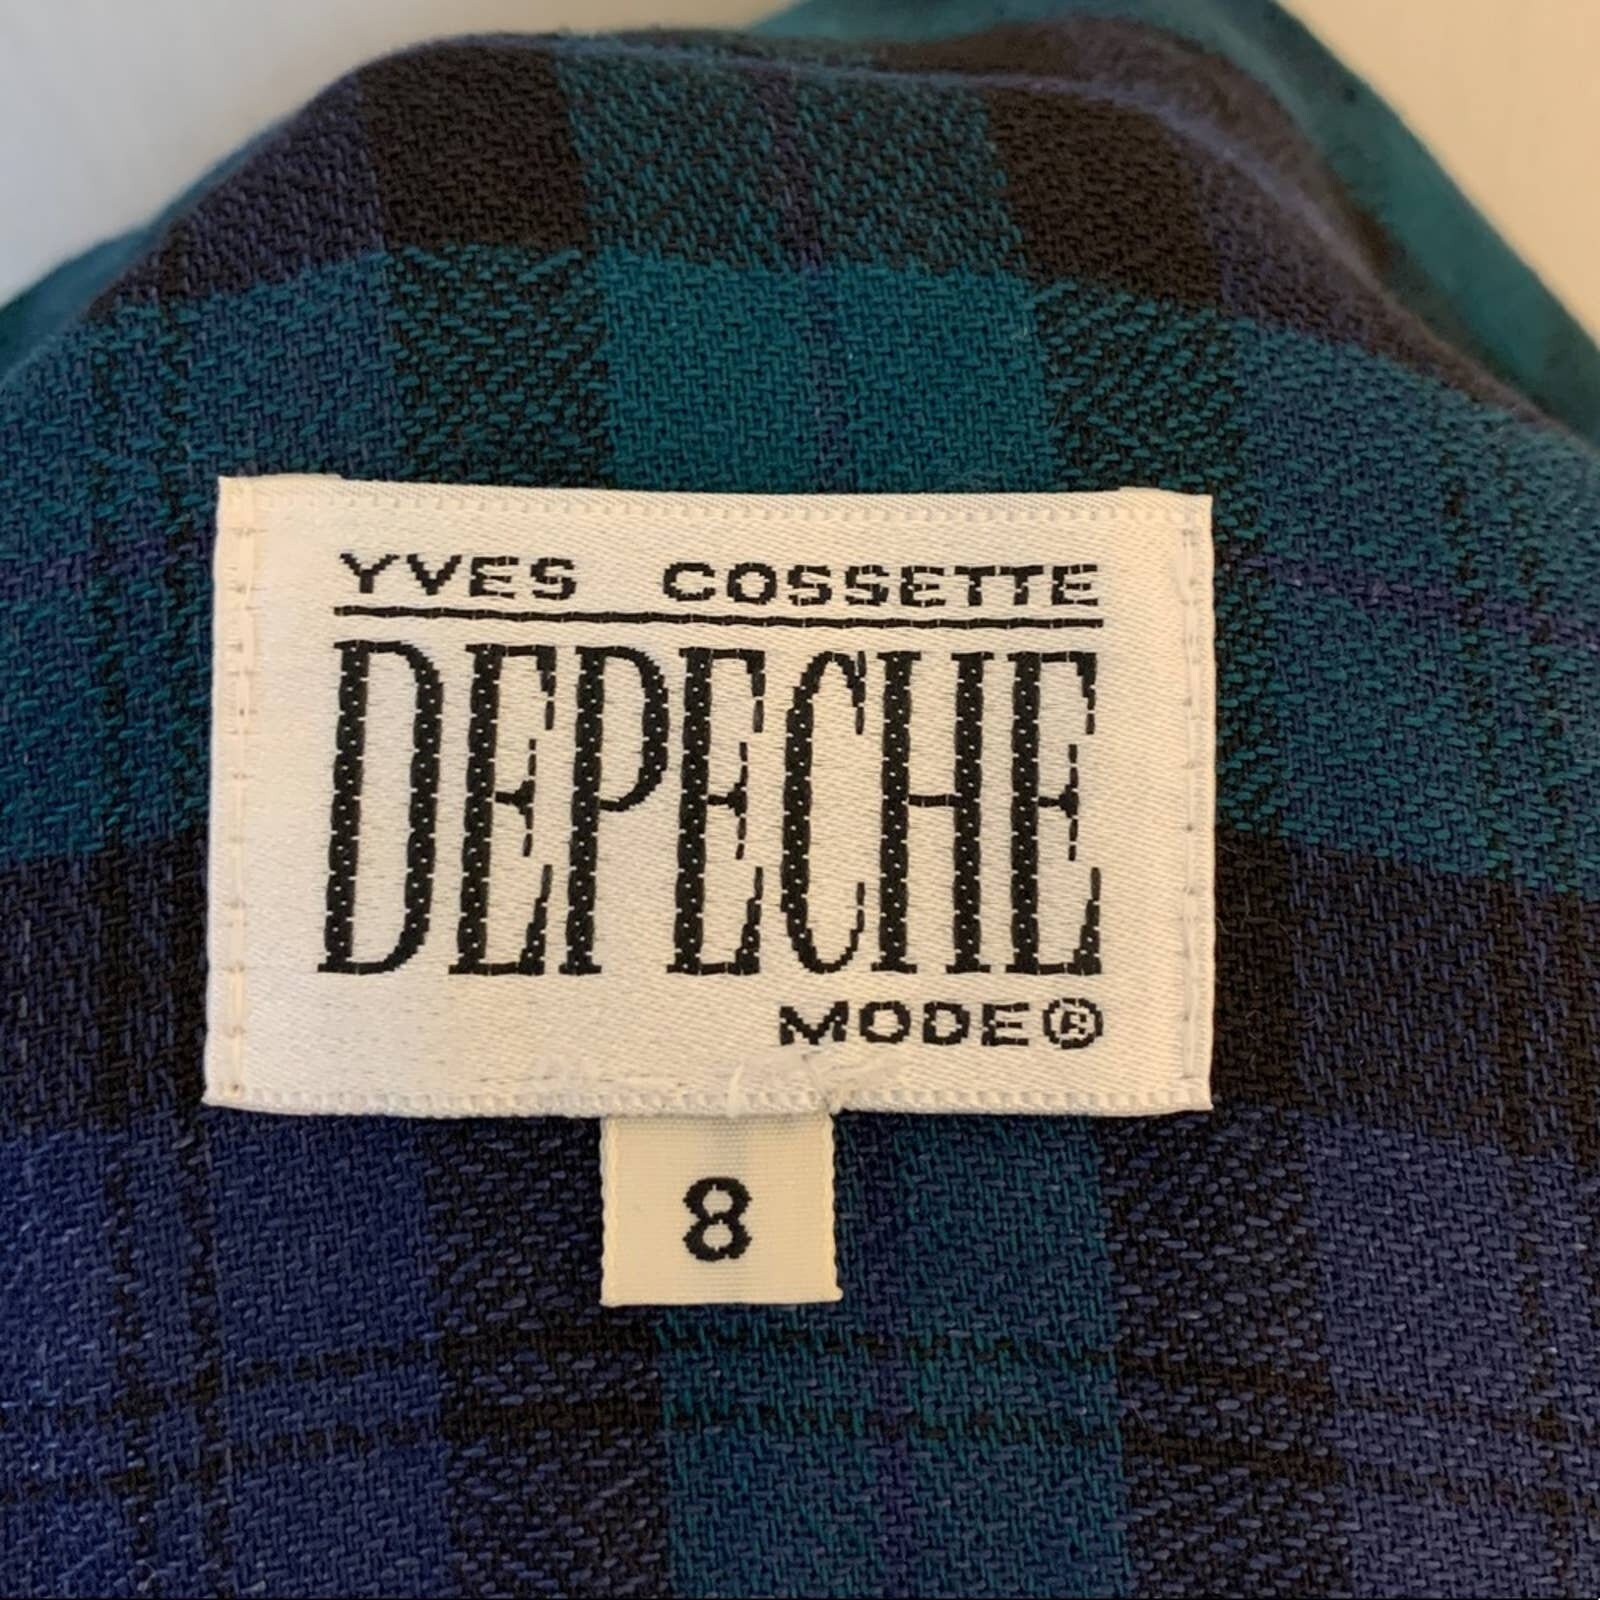 YVES COSSETTE
DEPECHE
MODE®
8